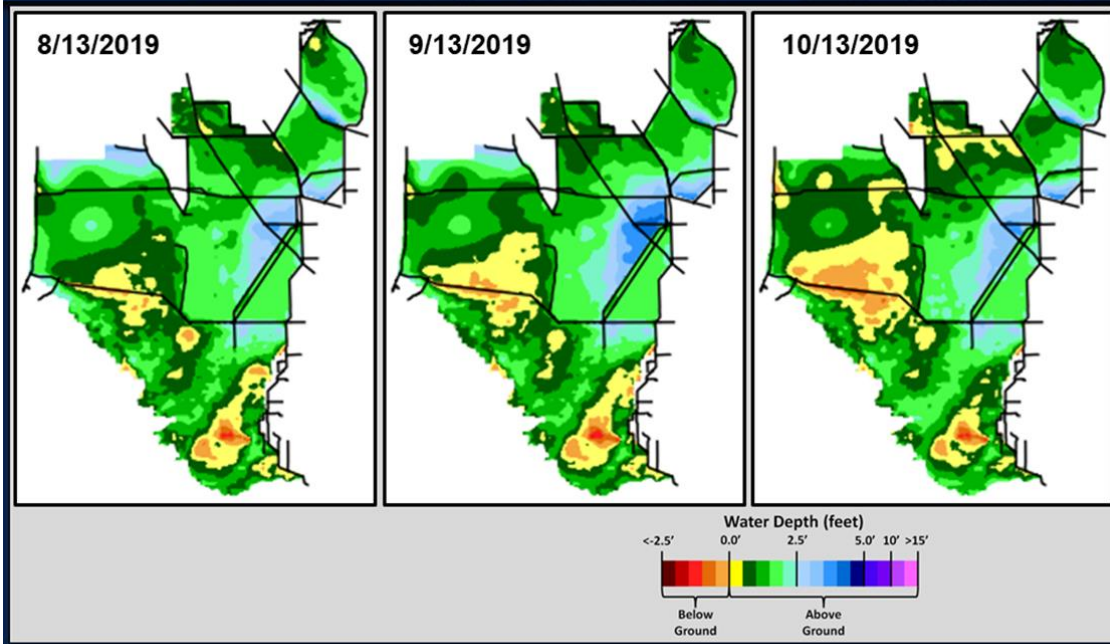 8/13/2019
9/13/2019
10/13/2019
Water Depth (feet)
<-2.5' 0.0' 2.5' 5.0' 10' >15'
Below Ground
Above Ground